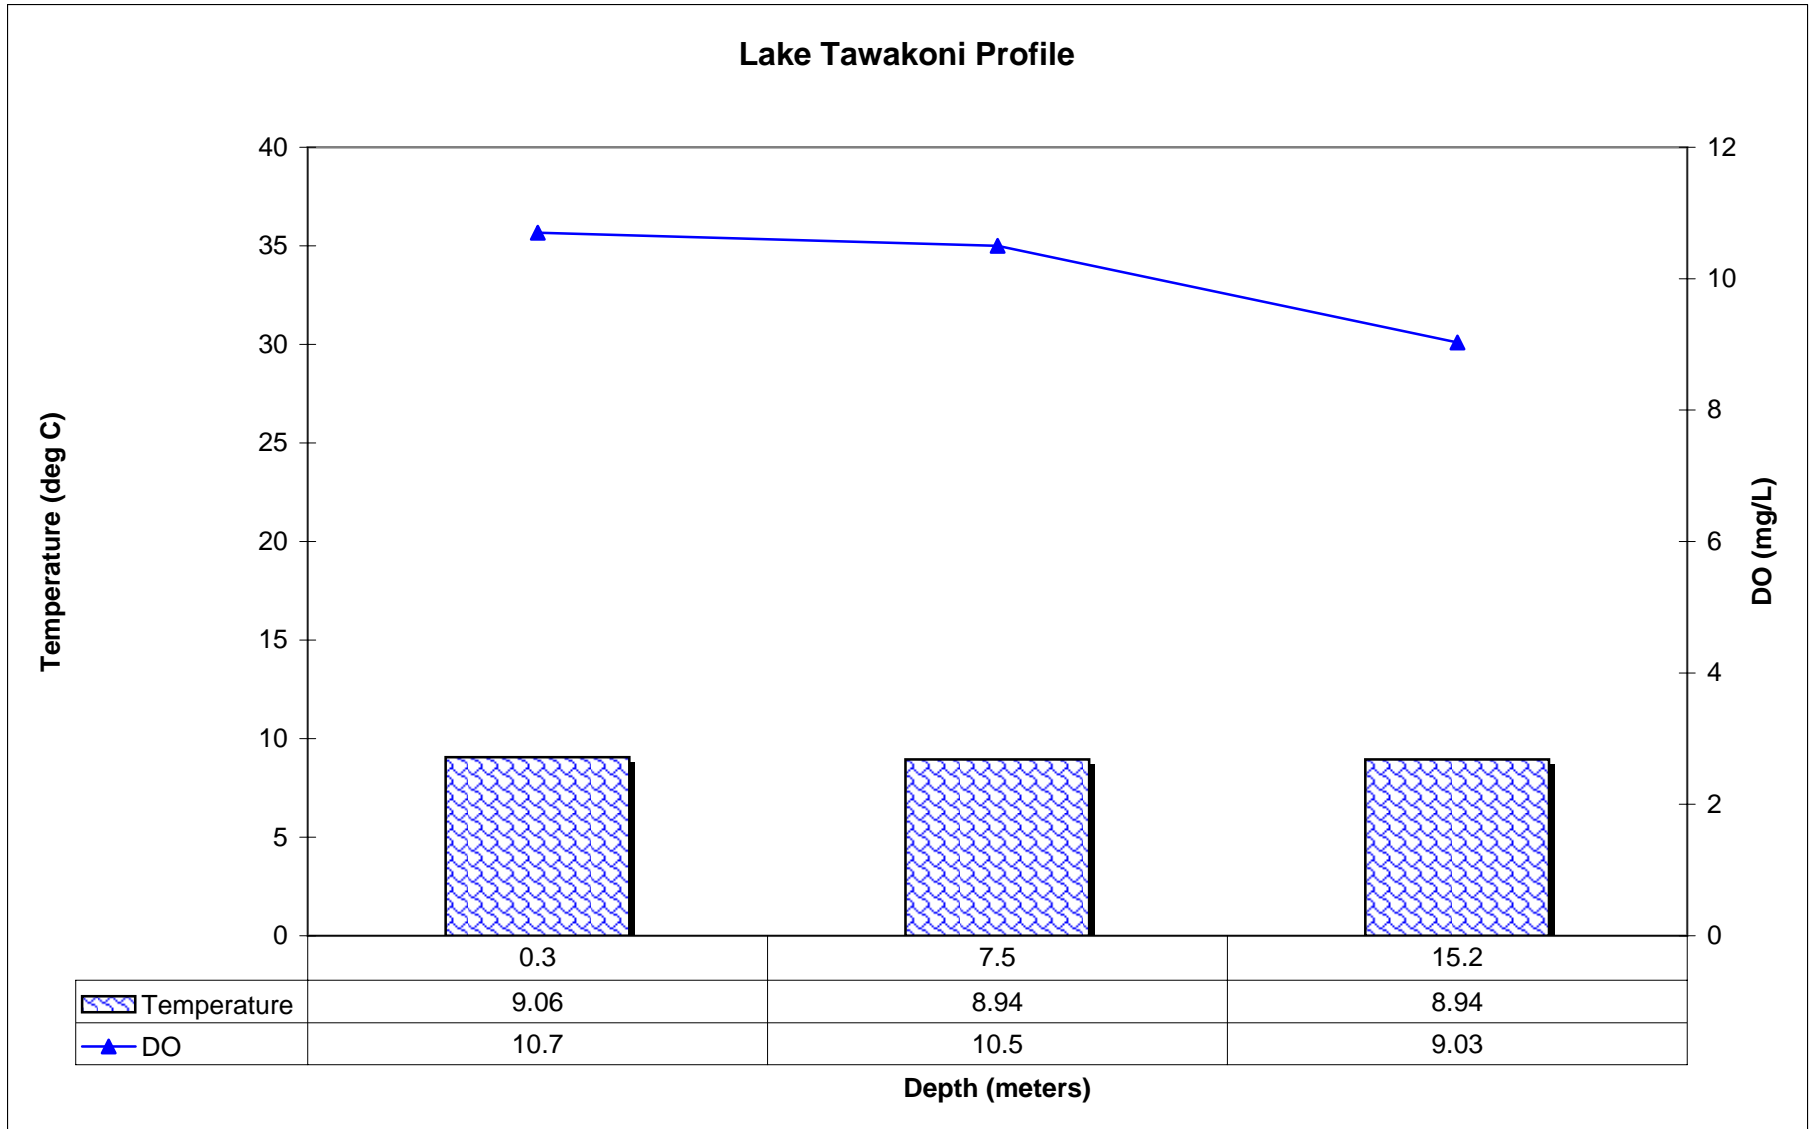 Lake Tawakoni Profile
40
35
30
25
20
15
10
5
0
Temperature (deg C)
12
10
8
6
4
2
0
DO (mg/L)
0.3 7.5 15.2
Temperature 9.06 8.94 8.94
DO 10.7 10.5 9.03
Depth (meters)